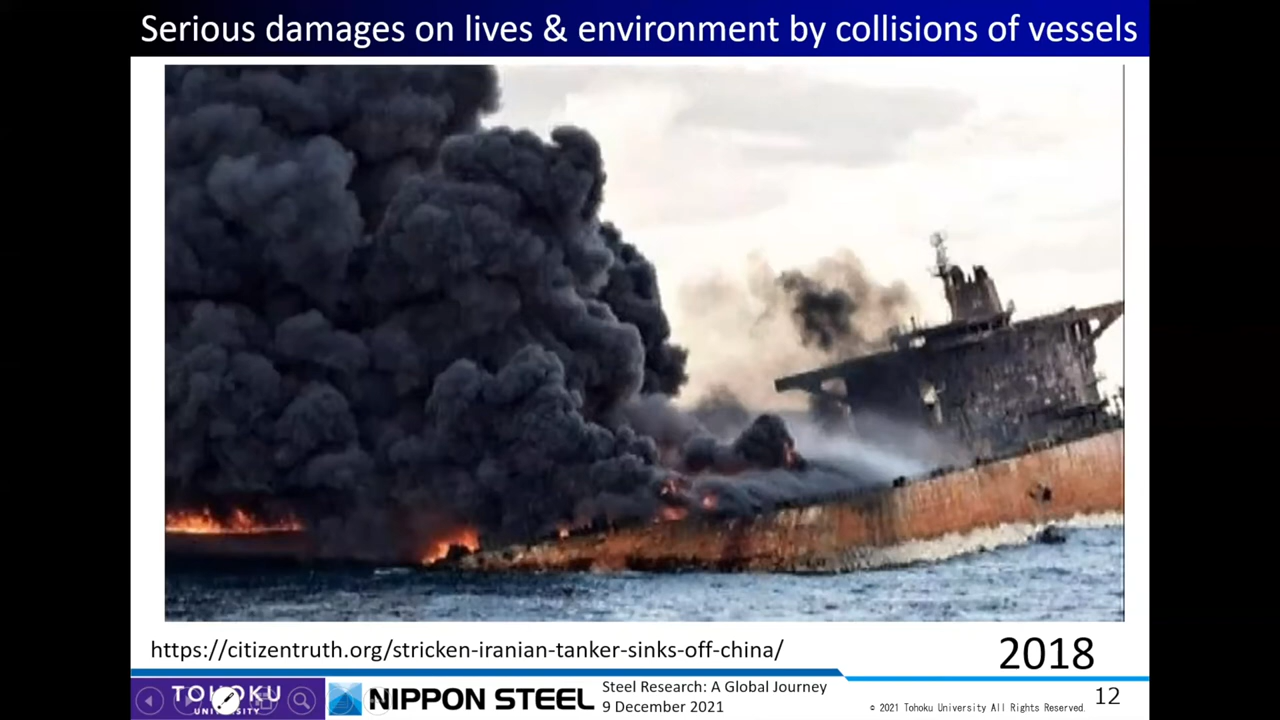 Serious damages on lives & environment by collisions of vessels
https://citizentruth.org/stricken-iranian-tanker-sinks-off-china/
2018
TOHOKU
UNIVERSITY
NIPPON STEEL
Steel Research: A Global Journey
9 December 2021
© 2021 Tohoku University All Rights Reserved.
12